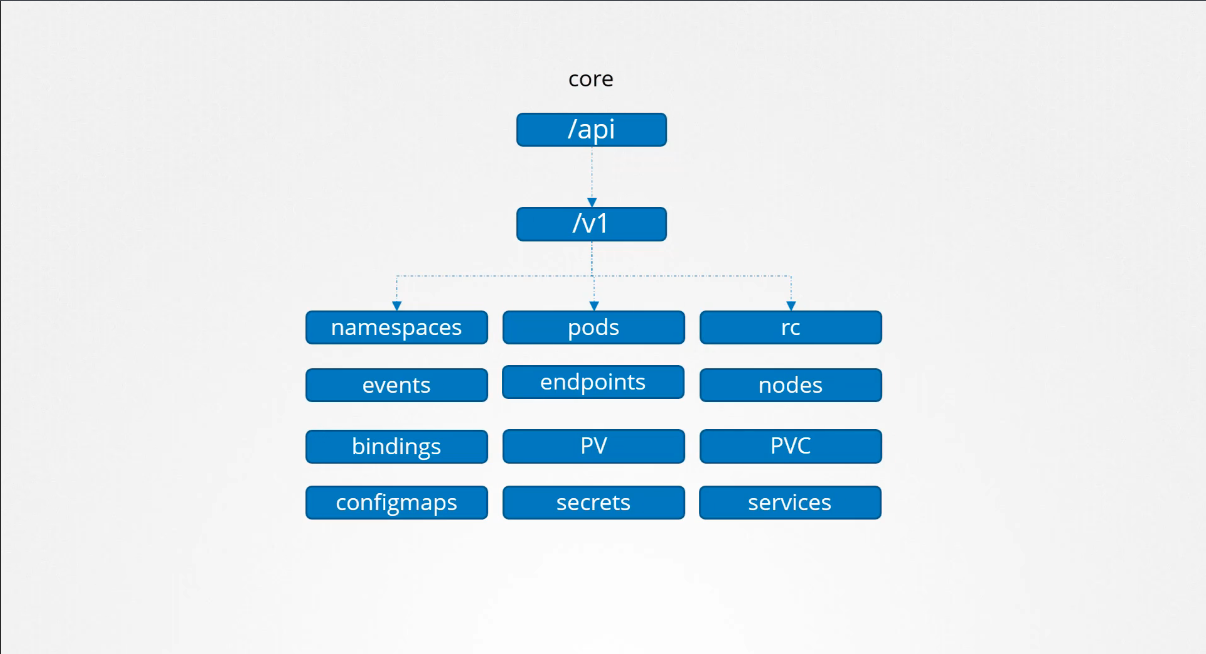 core
/api
/v1
namespaces
pods
rc
events
endpoints
nodes
bindings
PV
PVC
configmaps
secrets
services